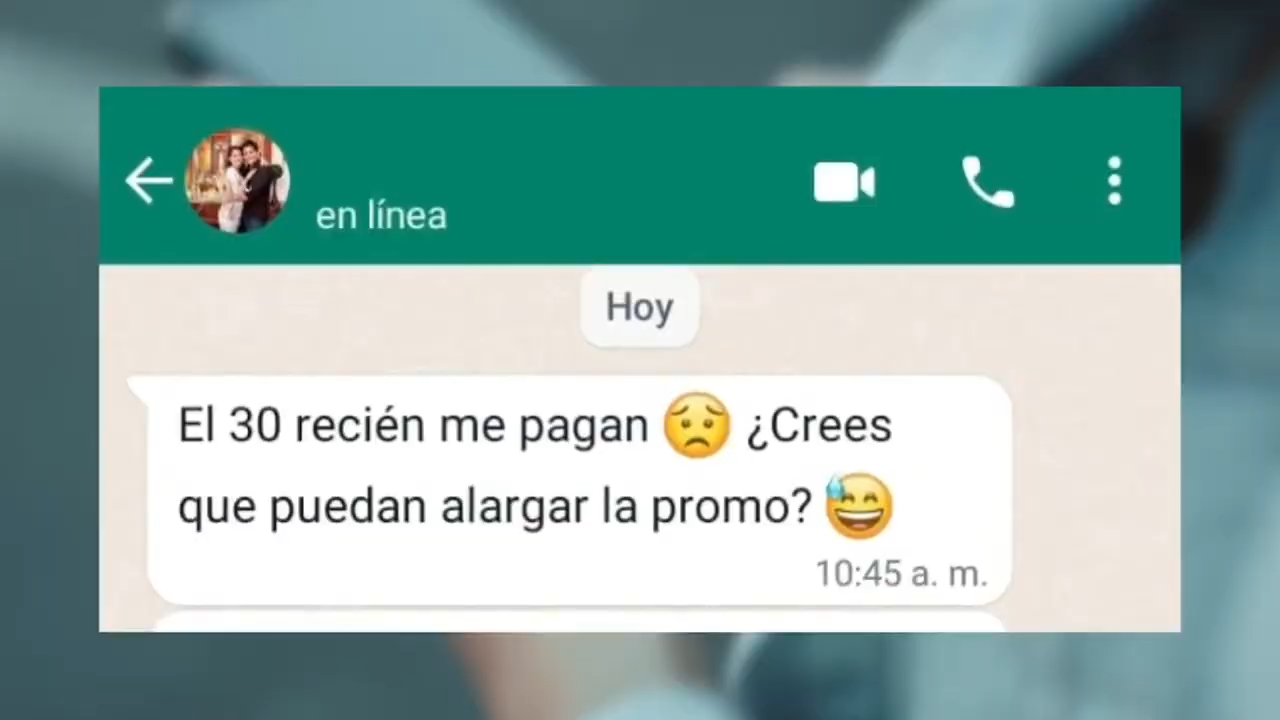 en línea
Hoy
El 30 recién me pagan 😟 ¿Crees
que puedan alargar la promo? 😅
10:45 a. m.